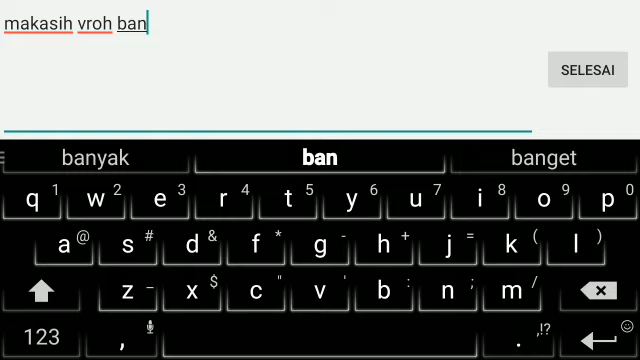 makasih vroh ban
SELESAI
banyak ban banget
q 1 w 2 e 3 r 4 t 5 y 6 u 7 i 8 o 9 p 0
a @ s # d & f * g - h + j = k ( l )
z _ x $ c " v ' b : n ; m /
123 , . ,!?